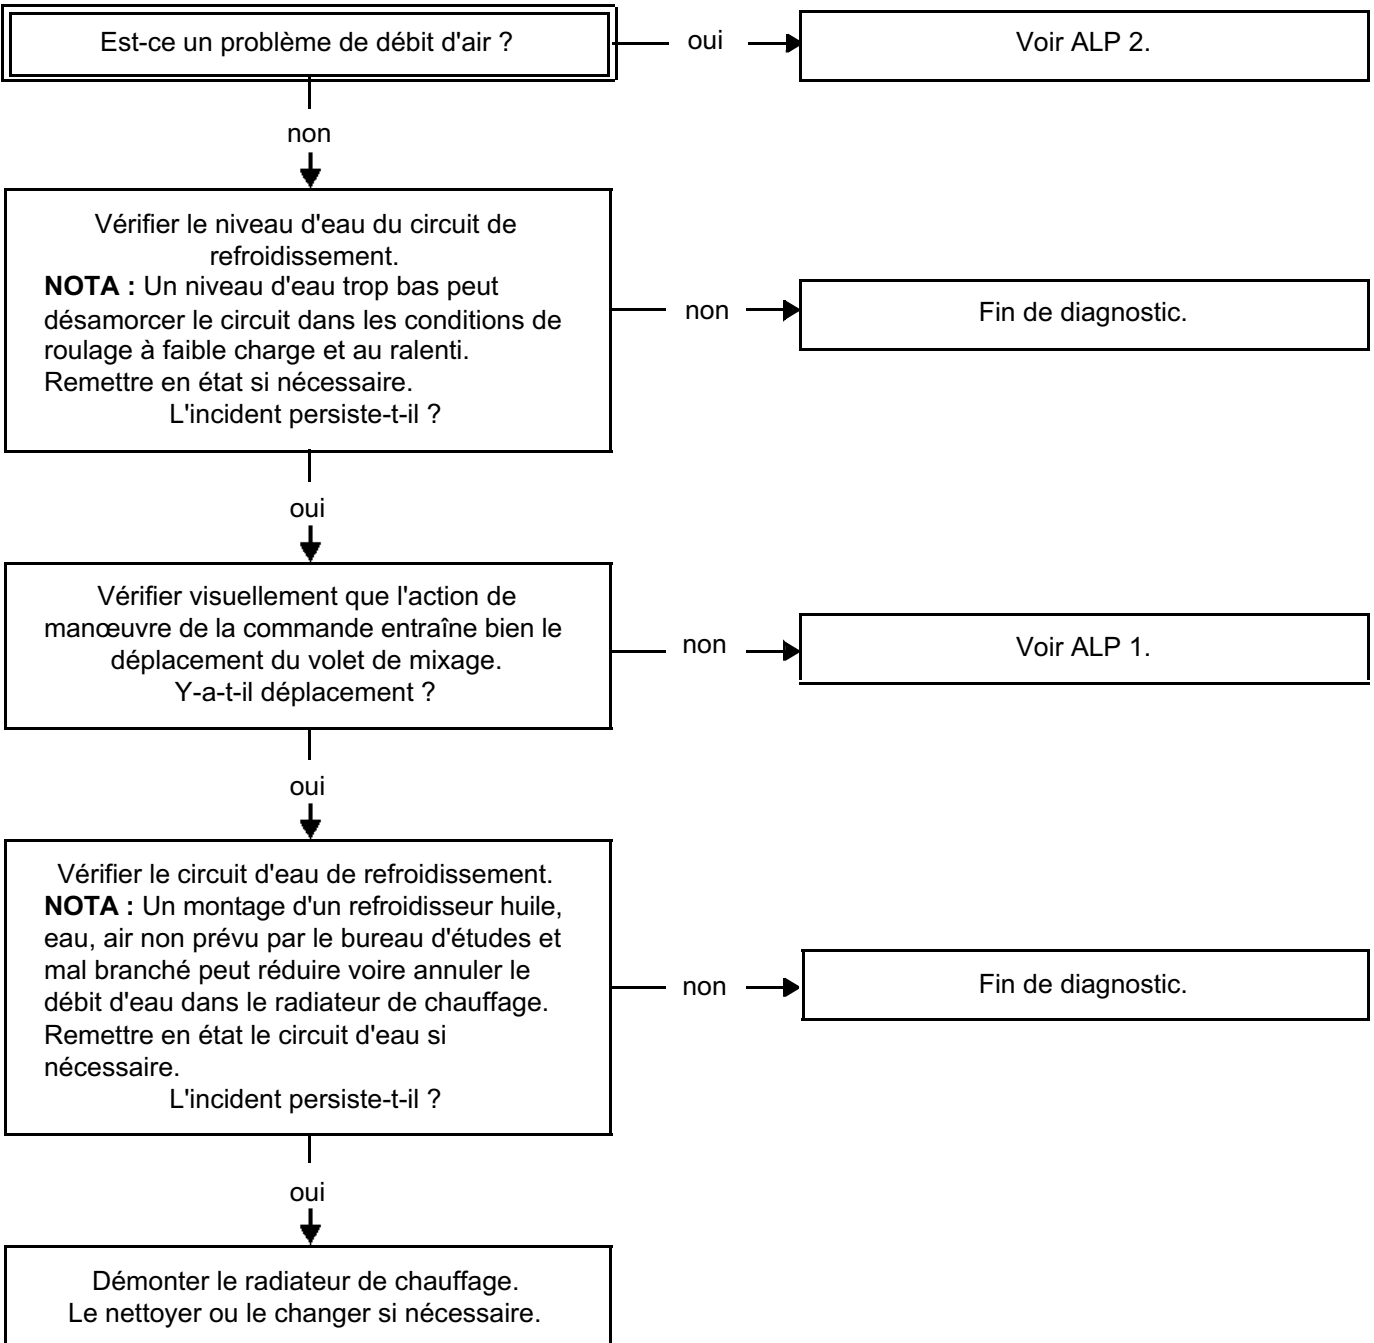 Est-ce un problème de débit d'air ?
oui
Voir ALP 2.
non
Vérifier le niveau d'eau du circuit de
refroidissement.
NOTA : Un niveau d'eau trop bas peut
désamorcer le circuit dans les conditions de
roulage à faible charge et au ralenti.
Remettre en état si nécessaire.
L'incident persiste-t-il ?
non
Fin de diagnostic.
oui
Vérifier visuellement que l'action de
manœuvre de la commande entraîne bien le
déplacement du volet de mixage.
Y-a-t-il déplacement ?
non
Voir ALP 1.
oui
Vérifier le circuit d'eau de refroidissement.
NOTA : Un montage d'un refroidisseur huile,
eau, air non prévu par le bureau d'études et
mal branché peut réduire voire annuler le
débit d'eau dans le radiateur de chauffage.
Remettre en état le circuit d'eau si
nécessaire.
L'incident persiste-t-il ?
non
Fin de diagnostic.
oui
Démonter le radiateur de chauffage.
Le nettoyer ou le changer si nécessaire.